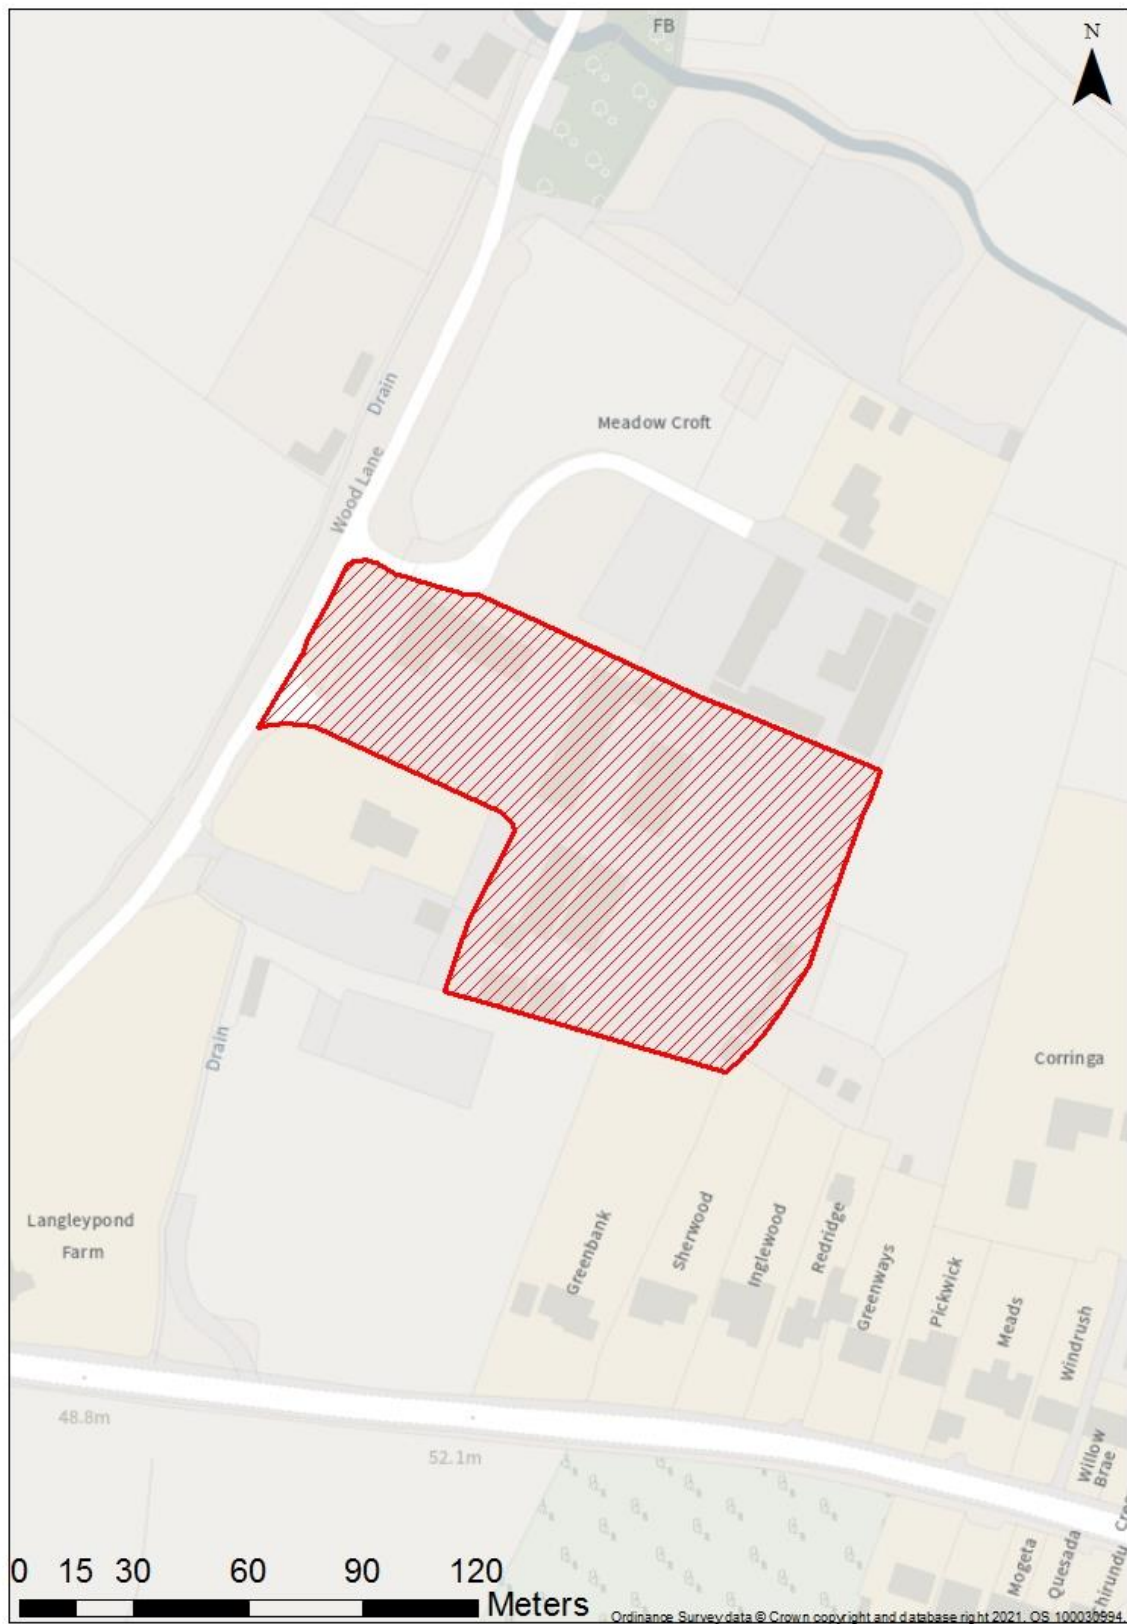 FB
N
Meadow Croft
Drain
Wood Lane
Drain
Corringa
Langleypond
Farm
Greenbank
Sherwood
Inglewood
Redridge
Greenways
Pickwick
Meads
Windrush
48.8m
52.1m
Willow
Brae
Mogeta
Quesada
0 15 30 60 90 120
Meters
Ordnance Survey data © Crown copyright and database right 2021. OS 100030994.